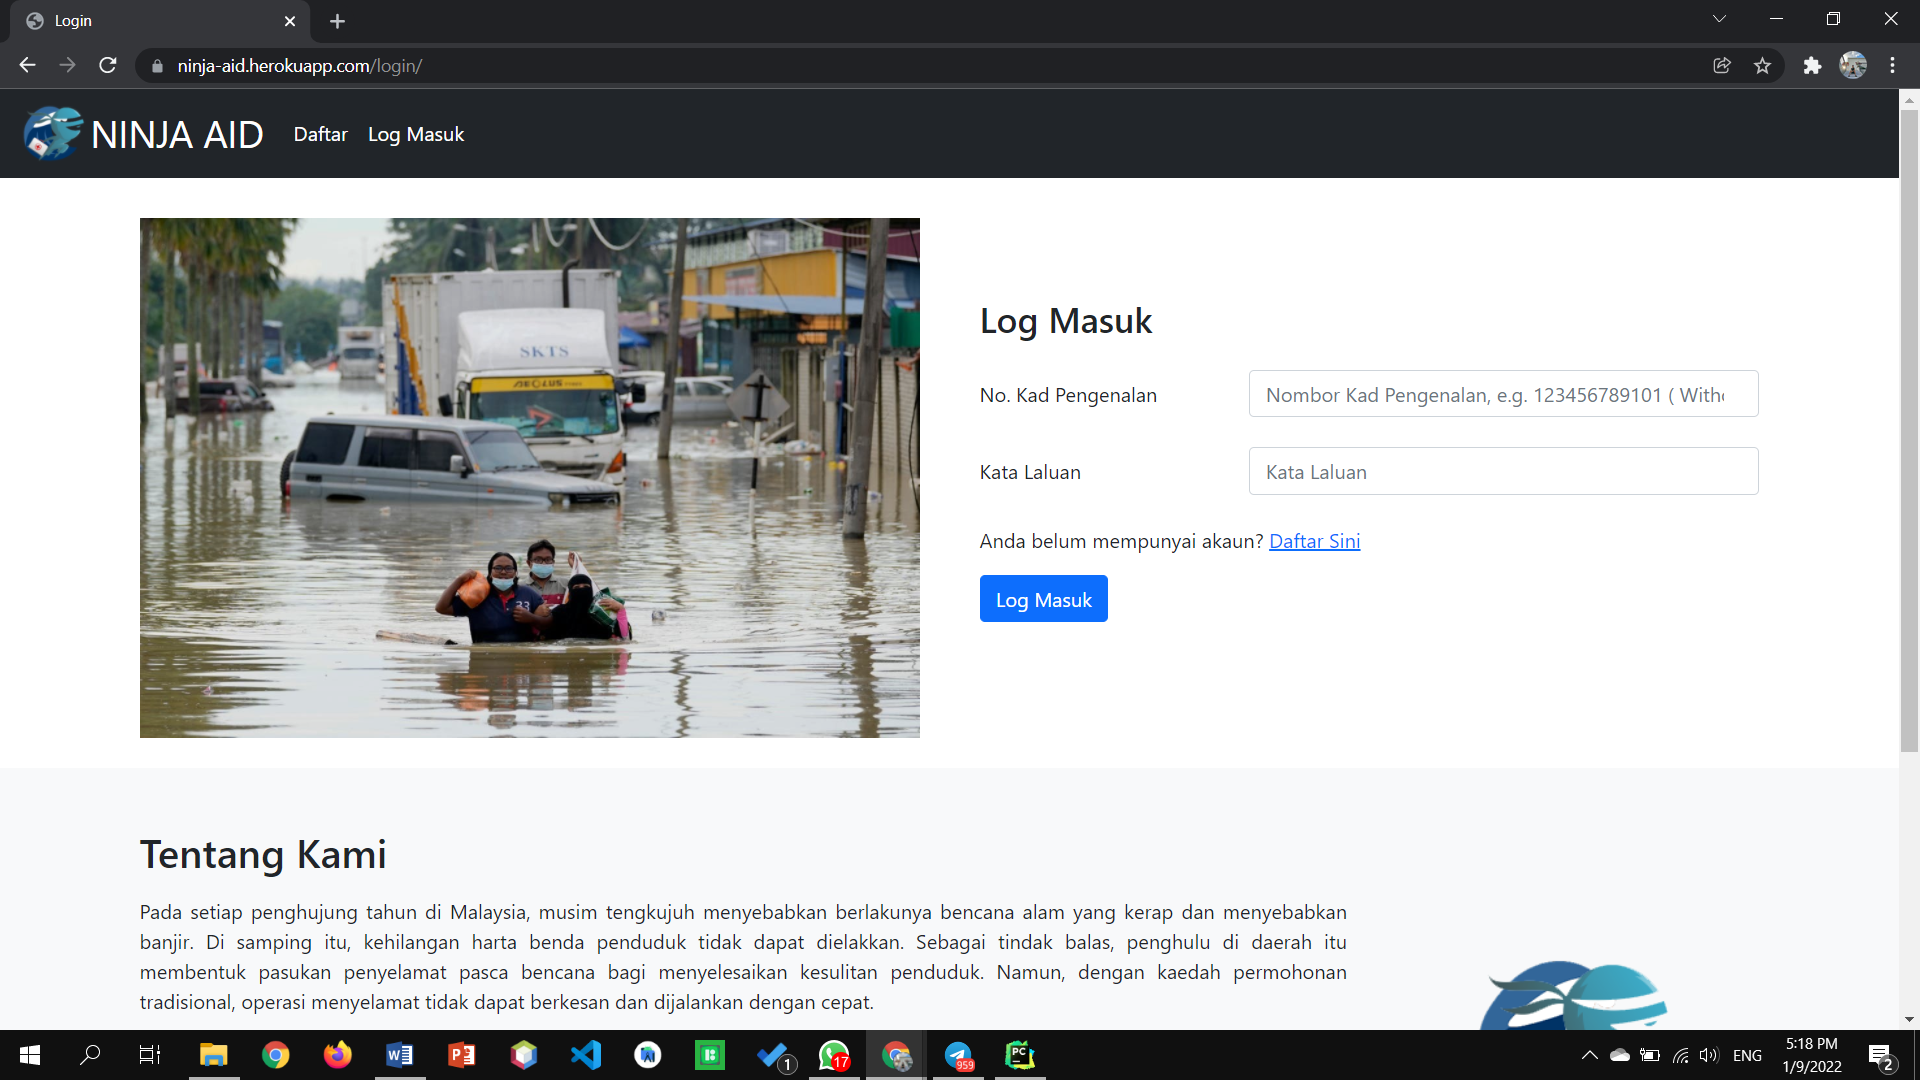 Login
ninja-aid.herokuapp.com/login/
NINJA AID
Daftar
Log Masuk
SKTS
AEOLUS
Log Masuk
No. Kad Pengenalan
Nombor Kad Pengenalan, e.g. 123456789101 ( Witho
Kata Laluan
Kata Laluan
Anda belum mempunyai akaun? Daftar Sini
Log Masuk
Tentang Kami
Pada setiap penghujung tahun di Malaysia, musim tengkujuh menyebabkan berlakunya bencana alam yang kerap dan menyebabkan
banjir. Di samping itu, kehilangan harta benda penduduk tidak dapat dielakkan. Sebagai tindak balas, penghulu di daerah itu
membentuk pasukan penyelamat pasca bencana bagi menyelesaikan kesulitan penduduk. Namun, dengan kaedah permohonan
tradisional, operasi menyelamat tidak dapat berkesan dan dijalankan dengan cepat.
1
17
959
PC
ENG
5:18 PM
1/9/2022
2